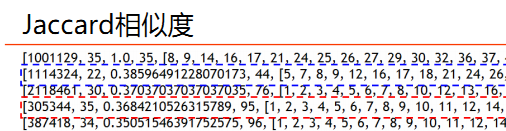 Jaccard相似度
[1001129, 35, 1.0, 35, [8, 9, 14, 16, 17, 21, 24, 25, 26, 27, 29, 30, 32, 36, 37,
[1114324, 22, 0.38596491228070173, 44, [5, 7, 8, 9, 12, 16, 17, 18, 21, 24, 26,
[2118461, 30, 0.37037037037037035, 76, [1, 2, 3, 4, 5, 6, 7, 8, 10, 12, 13, 16,
[305344, 35, 0.3684210526315789, 95, [1, 2, 3, 4, 5, 6, 7, 8, 9, 10, 11, 12, 14,
[387418, 34, 0.35051546391752575, 96, [1, 2, 3, 4, 5, 6, 7, 8, 9, 10, 11, 12, 14,